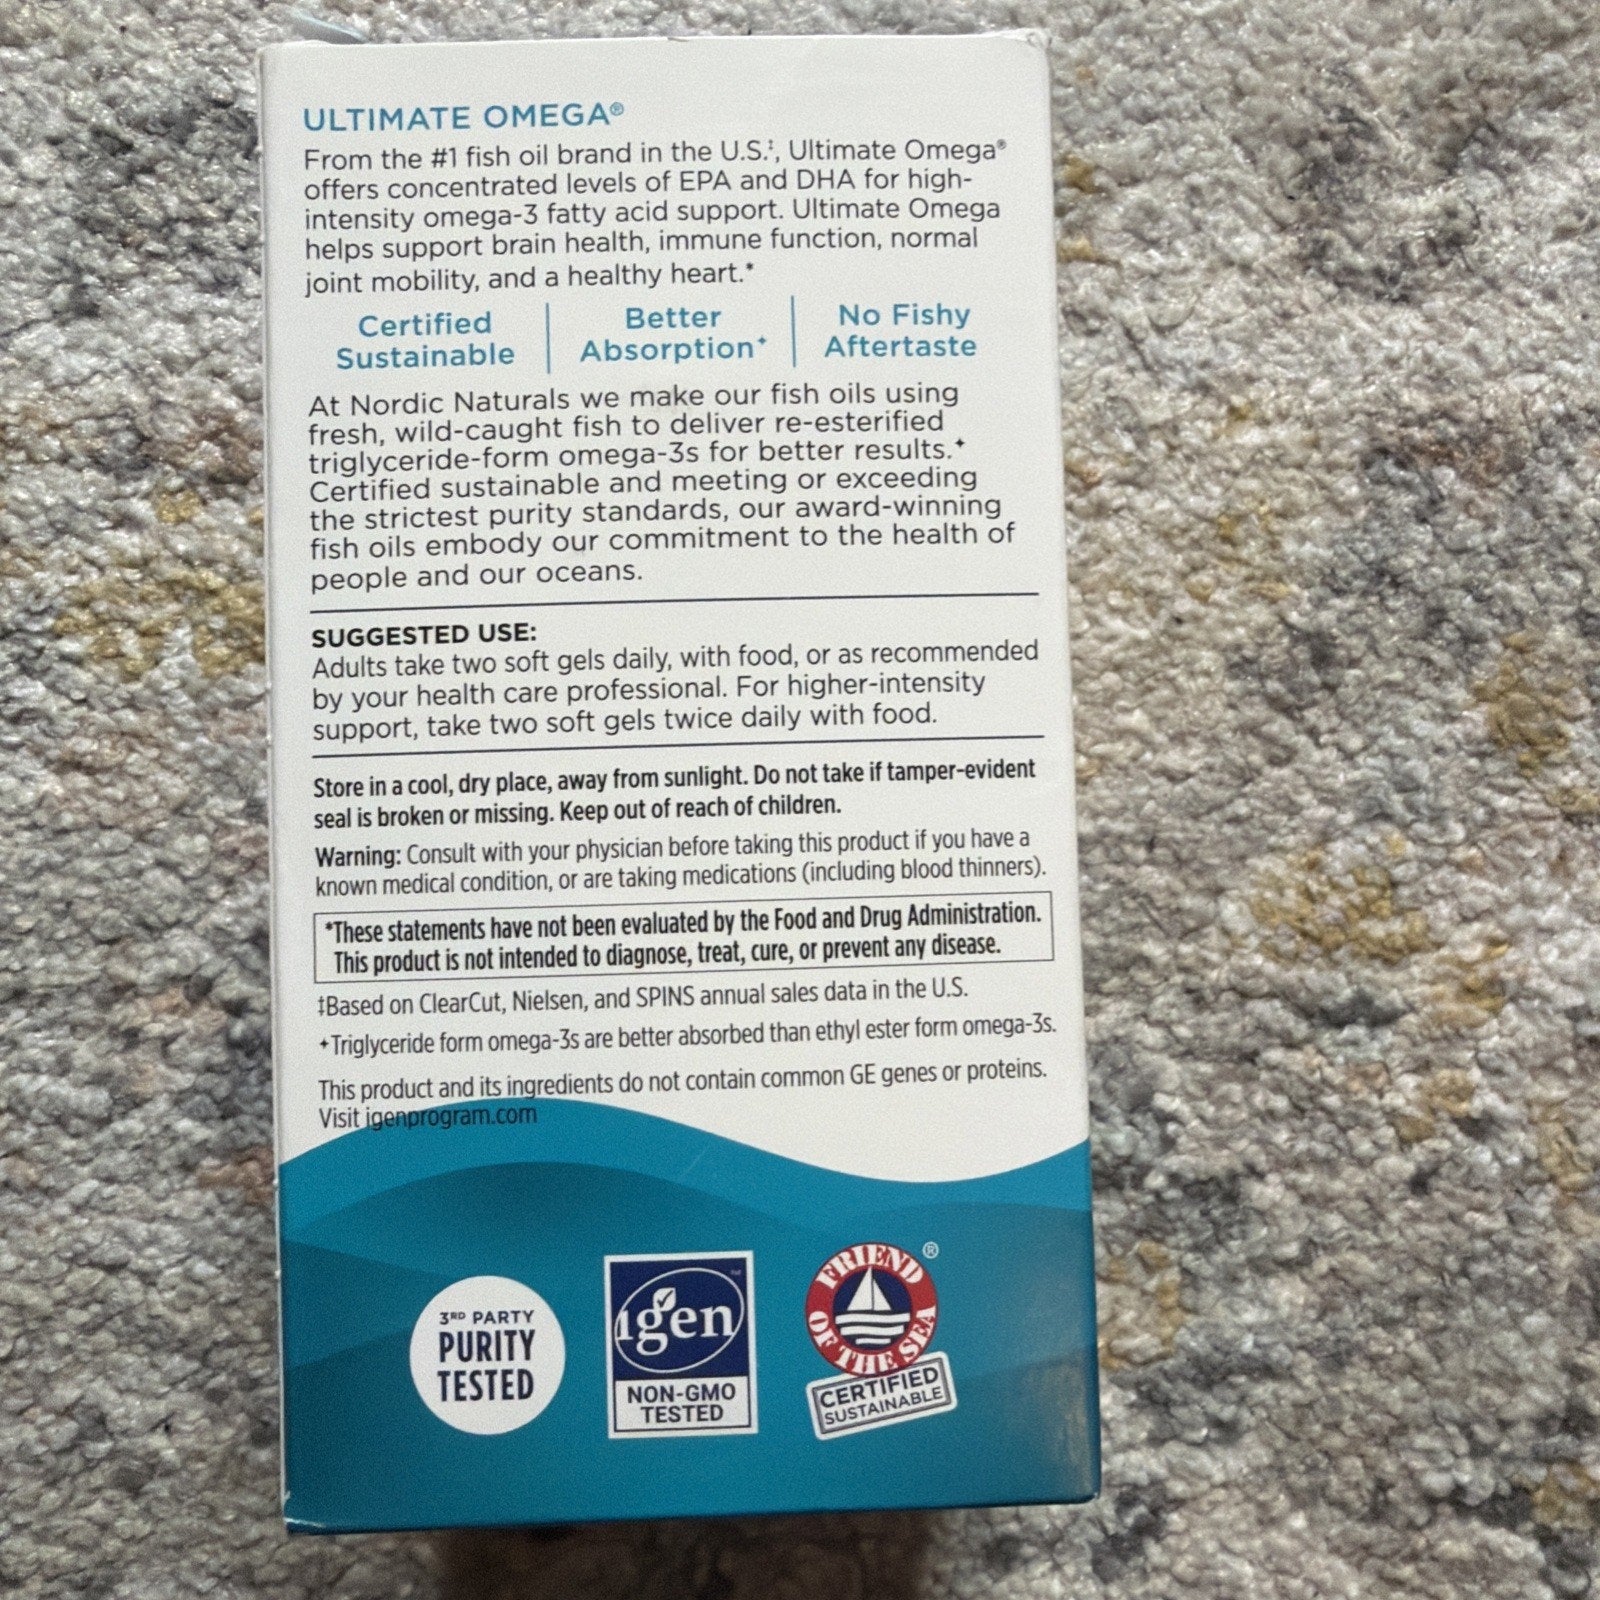 ULTIMATE OMEGA®
From the #1 fish oil brand in the U.S.‡, Ultimate Omega®
offers concentrated levels of EPA and DHA for high-
intensity omega-3 fatty acid support. Ultimate Omega
helps support brain health, immune function, normal
joint mobility, and a healthy heart.*
Certified
Sustainable
Better
Absorption✦
No Fishy
Aftertaste
At Nordic Naturals we make our fish oils using
fresh, wild-caught fish to deliver re-esterified
triglyceride-form omega-3s for better results.✦
Certified sustainable and meeting or exceeding
the strictest purity standards, our award-winning
fish oils embody our commitment to the health of
people and our oceans.
SUGGESTED USE:
Adults take two soft gels daily, with food, or as recommended
by your health care professional. For higher-intensity
support, take two soft gels twice daily with food.
Store in a cool, dry place, away from sunlight. Do not take if tamper-evident
seal is broken or missing. Keep out of reach of children.
Warning: Consult with your physician before taking this product if you have a
known medical condition, or are taking medications (including blood thinners).
*These statements have not been evaluated by the Food and Drug Administration.
This product is not intended to diagnose, treat, cure, or prevent any disease.
‡Based on ClearCut, Nielsen, and SPINS annual sales data in the U.S.
✦Triglyceride form omega-3s are better absorbed than ethyl ester form omega-3s.
This product and its ingredients do not contain common GE genes or proteins.
Visit igenprogram.com
3RD PARTY
PURITY
TESTED
igen™
NON-GMO
TESTED
FRIEND OF THE SEA®
CERTIFIED
SUSTAINABLE